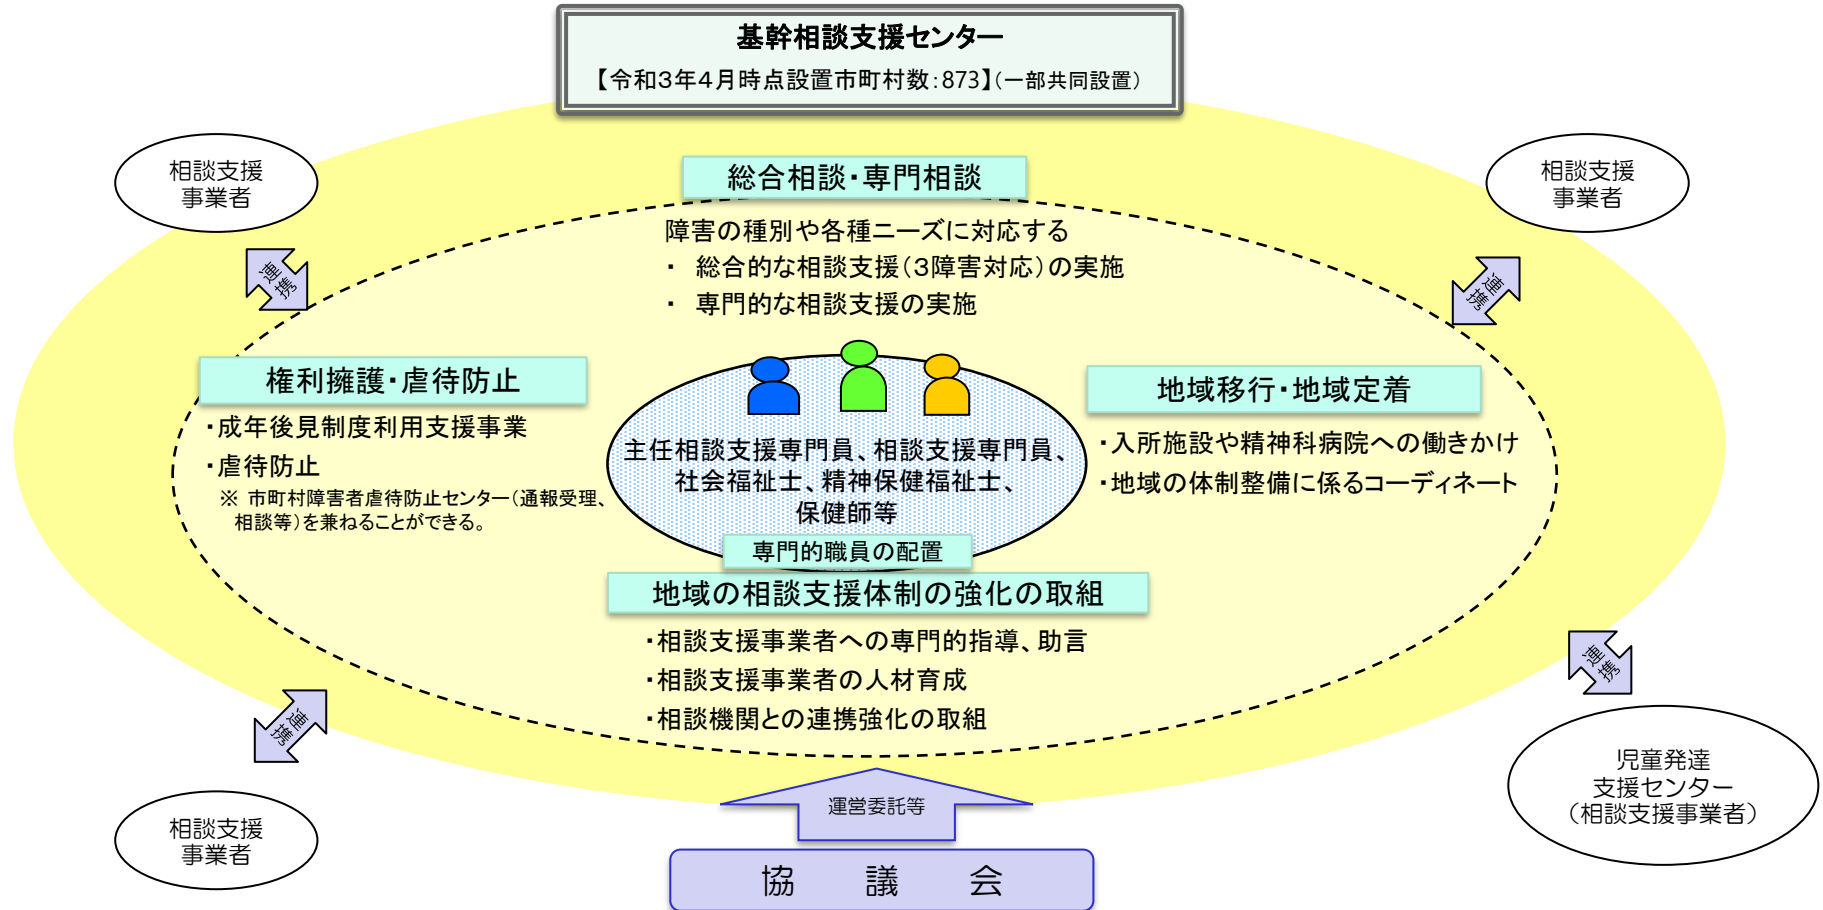 基幹相談支援センター
【令和3年4月時点設置市町村数:873】(一部共同設置)
相談支援
事業者
相談支援
事業者
総合相談・専門相談
障害の種別や各種ニーズに対応する
・ 総合的な相談支援(3障害対応)の実施
・ 専門的な相談支援の実施
連携
連携
権利擁護・虐待防止
・成年後見制度利用支援事業
・虐待防止
※ 市町村障害者虐待防止センター(通報受理、
相談等)を兼ねることができる。
主任相談支援専門員、相談支援専門員、
社会福祉士、精神保健福祉士、
保健師等
専門的職員の配置
地域移行・地域定着
・入所施設や精神科病院への働きかけ
・地域の体制整備に係るコーディネート
地域の相談支援体制の強化の取組
・相談支援事業者への専門的指導、助言
・相談支援事業者の人材育成
・相談機関との連携強化の取組
連携
連携
相談支援
事業者
児童発達
支援センター
(相談支援事業者)
運営委託等
協 議 会